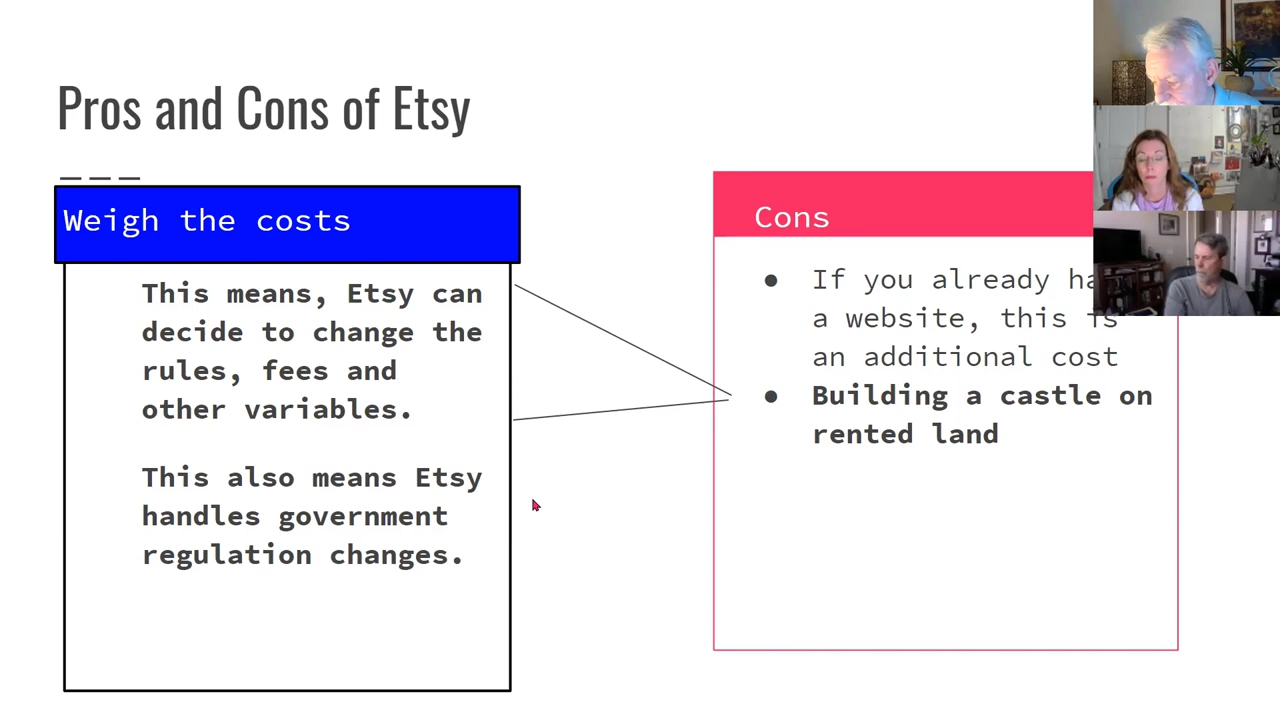 Pros and Cons of Etsy
Weigh the costs
This means, Etsy can
decide to change the
rules, fees and
other variables.
This also means Etsy
handles government
regulation changes.
Cons
● If you already
a website, this is
an additional cost
● Building a castle on
rented land